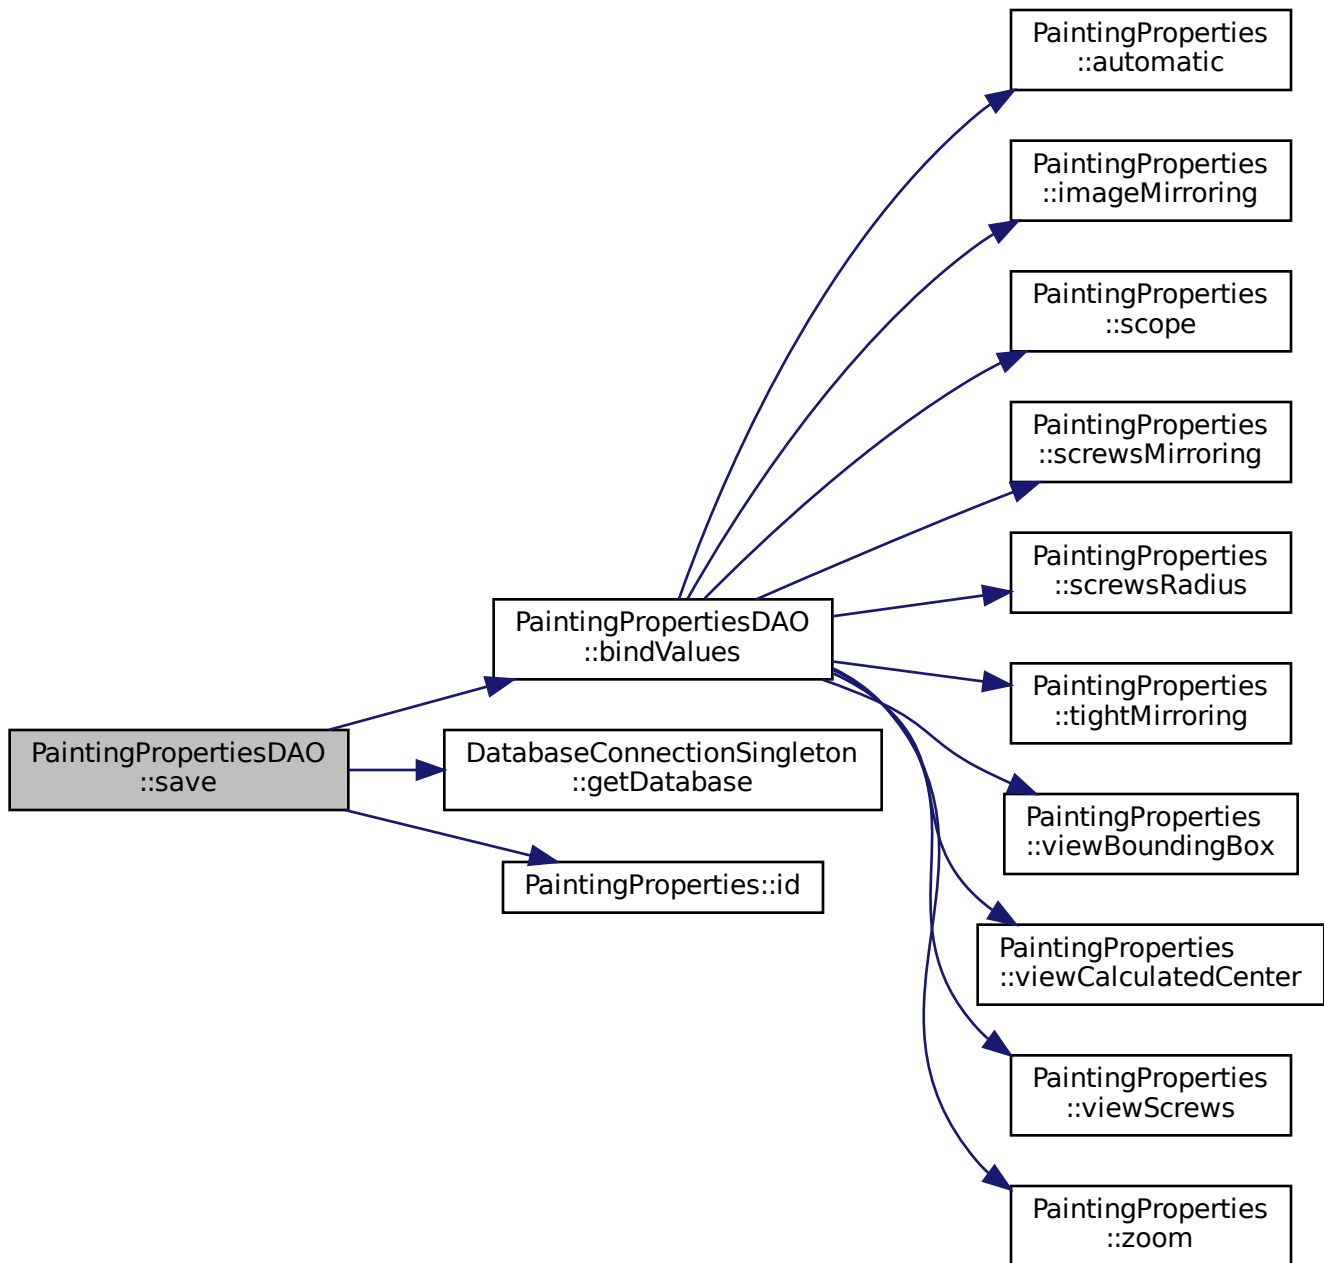 PaintingProperties
::automatic
PaintingProperties
::imageMirroring
PaintingProperties
::scope
PaintingProperties
::screwsMirroring
PaintingProperties
::screwsRadius
PaintingPropertiesDAO
::bindValues
PaintingProperties
::tightMirroring
PaintingPropertiesDAO
::save
DatabaseConnectionSingleton
::getDatabase
PaintingProperties
::viewBoundingBox
PaintingProperties::id
PaintingProperties
::viewCalculatedCenter
PaintingProperties
::viewScrews
PaintingProperties
::zoom